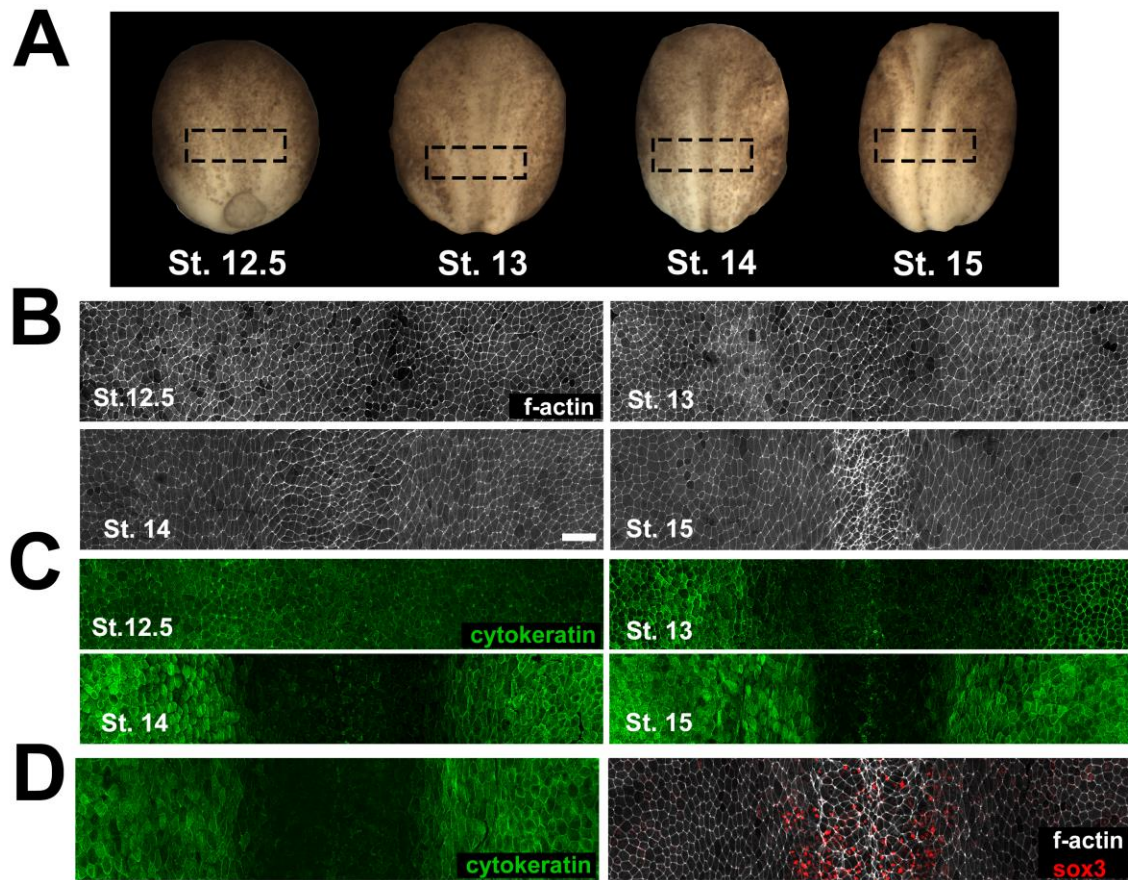 A
St. 12.5
St. 13
St. 14
St. 15
B
St.12.5
f-actin
St. 13
St. 14
St. 15
C
St.12.5
cytokeratin
St. 13
St. 14
St. 15
D
cytokeratin
f-actin
sox3